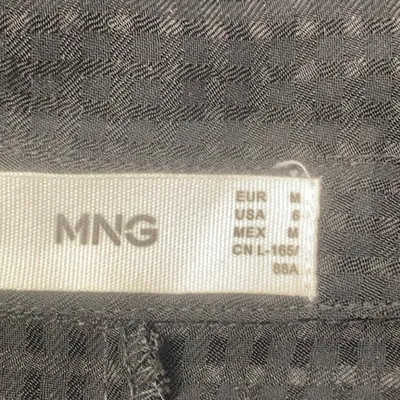 MNG
EUR M
USA 6
MEX M
CN L-165/
88A